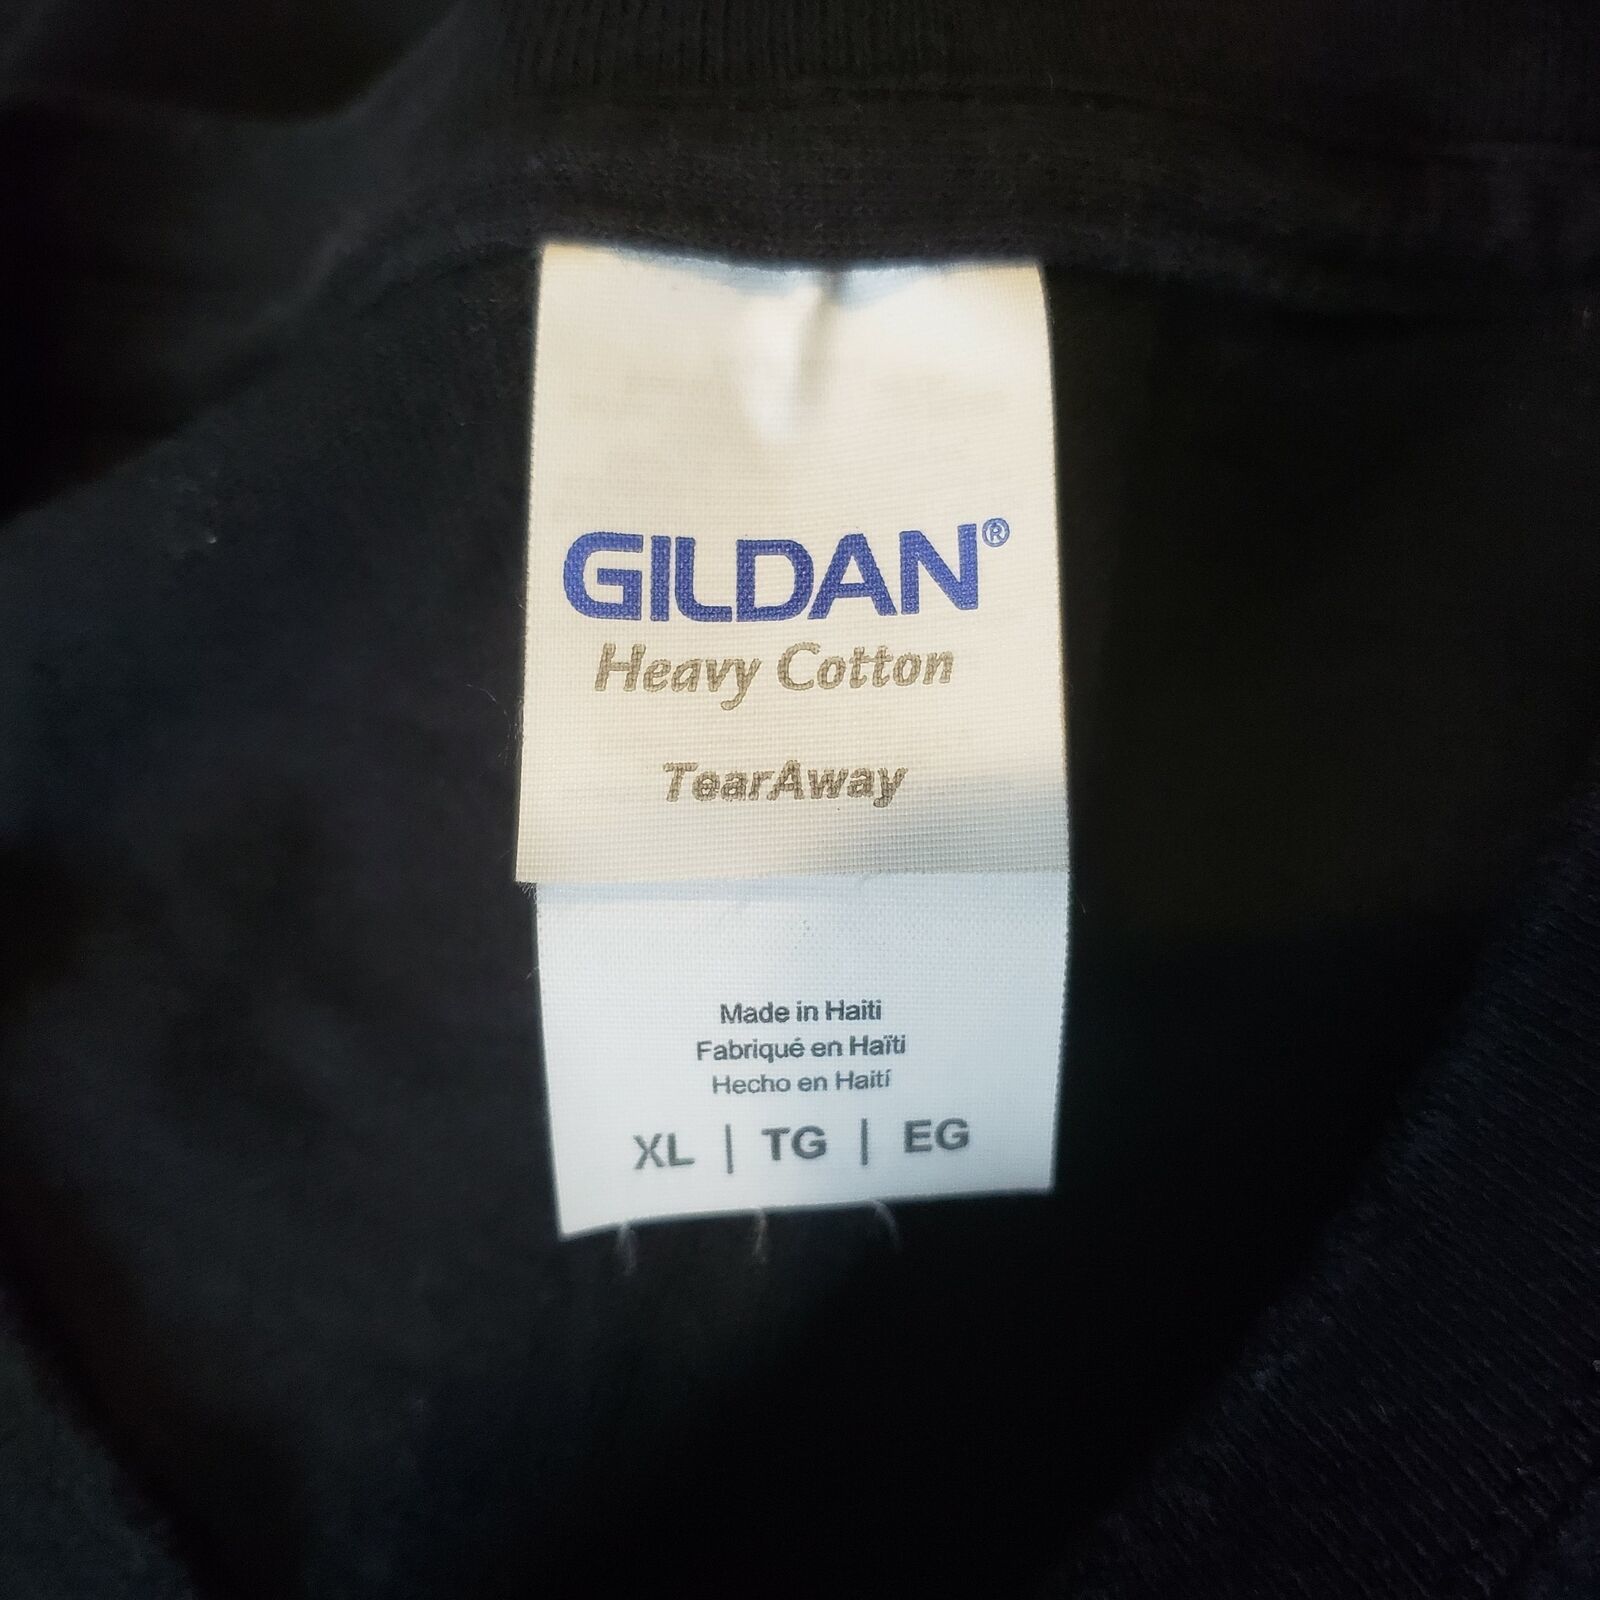 GILDAN®
Heavy Cotton
TearAway
Made in Haiti
Fabriqué en Haïti
Hecho en Haití
XL | TG | EG